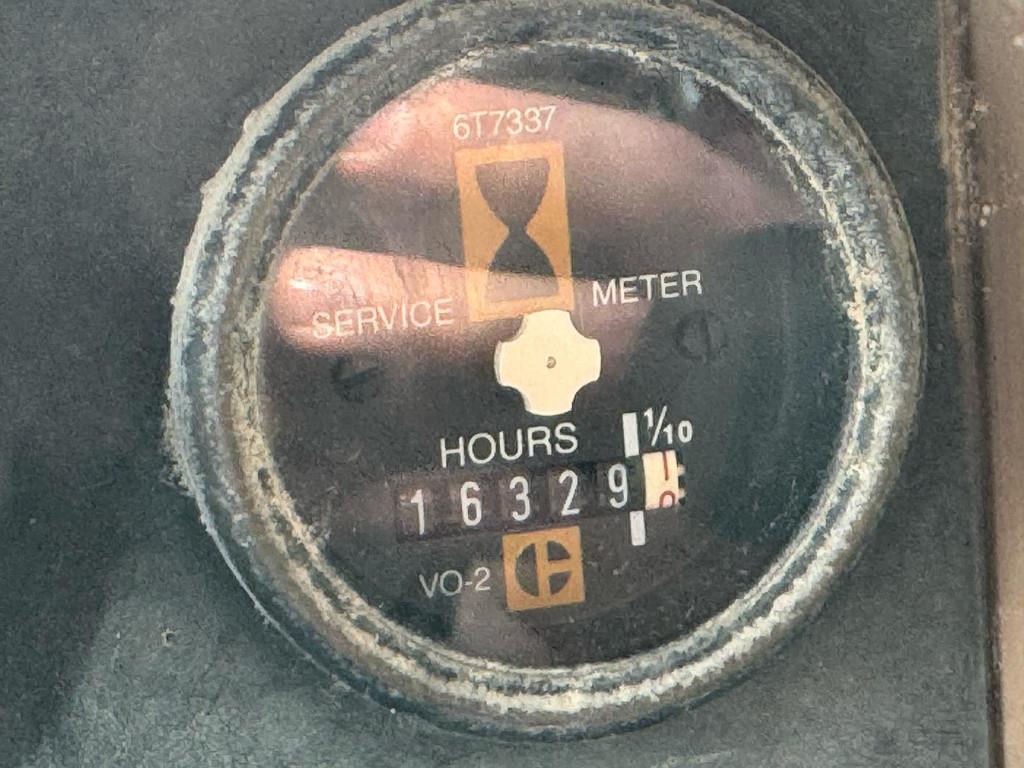 6T7337
SERVICE METER
HOURS 1/10
16329
VO-2